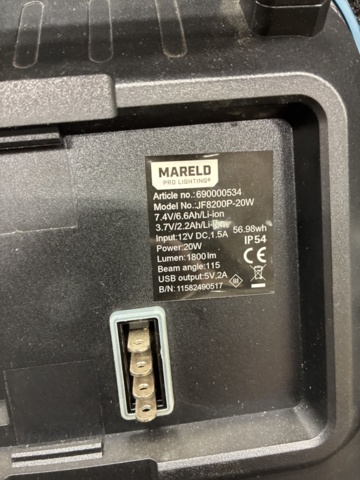 MARELD
PRO LIGHTING
Article no.:690000534
Model No.:JF8200P-20W
7.4V/6.6Ah/Li-ion
3.7V/2.2Ah/Li-ion 56.98wh
Input:12V DC,1.5A
Power:20W IP54
Lumen:1800lm
Beam angle:115
USB output:5V,2A
B/N:11582490517
CE